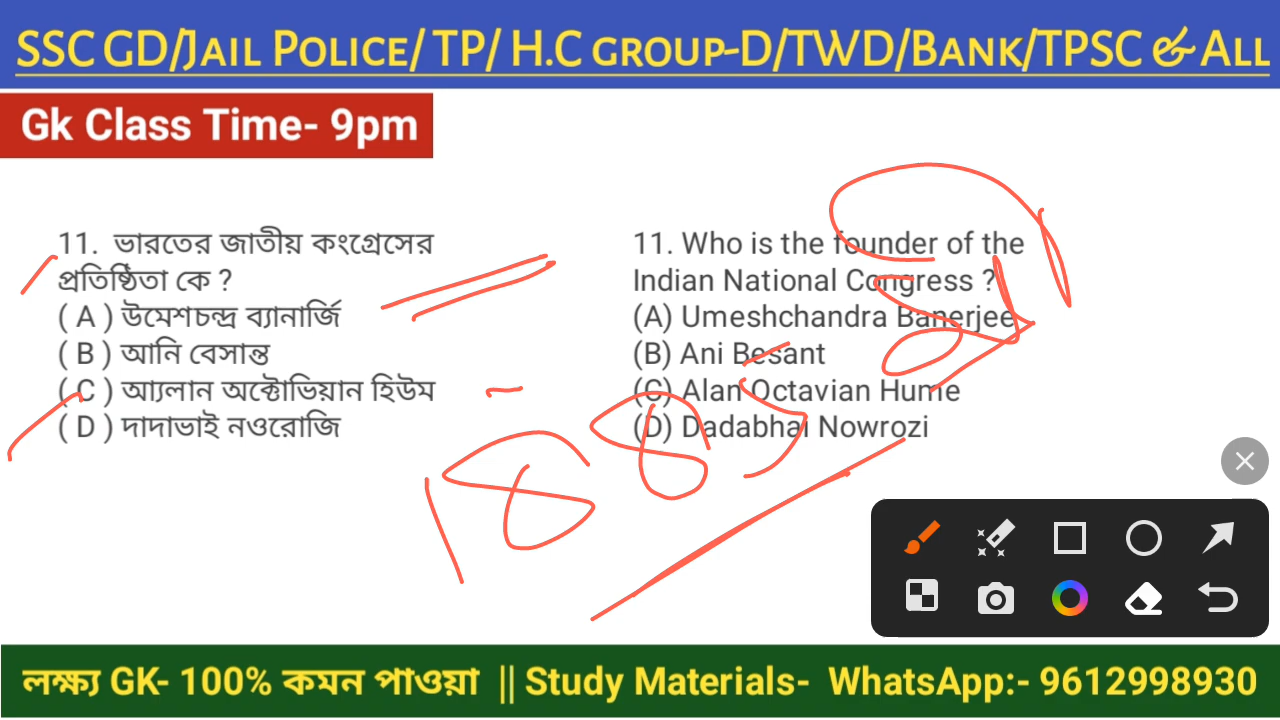 SSC GD/JAIL POLICE/ TP/ H.C GROUP-D/TWD/BANK/TPSC & ALL
Gk Class Time- 9pm
11. ভারতের জাতীয় কংগ্রেসের
প্রতিষ্ঠিতা কে ?
( A ) উমেশচন্দ্র ব্যানার্জি
( B ) আনি বেসান্ত
( C ) আ্যলান অক্টোভিয়ান হিউম
( D ) দাদাভাই নওরোজি
11. Who is the founder of the
Indian National Congress ?
(A) Umeshchandra Banerjee
(B) Ani Besant
(C) Alan Octavian Hume
(D) Dadabhai Nowrozi
1885
লক্ষ্য GK- 100% কমন পাওয়া || Study Materials- WhatsApp:- 9612998930